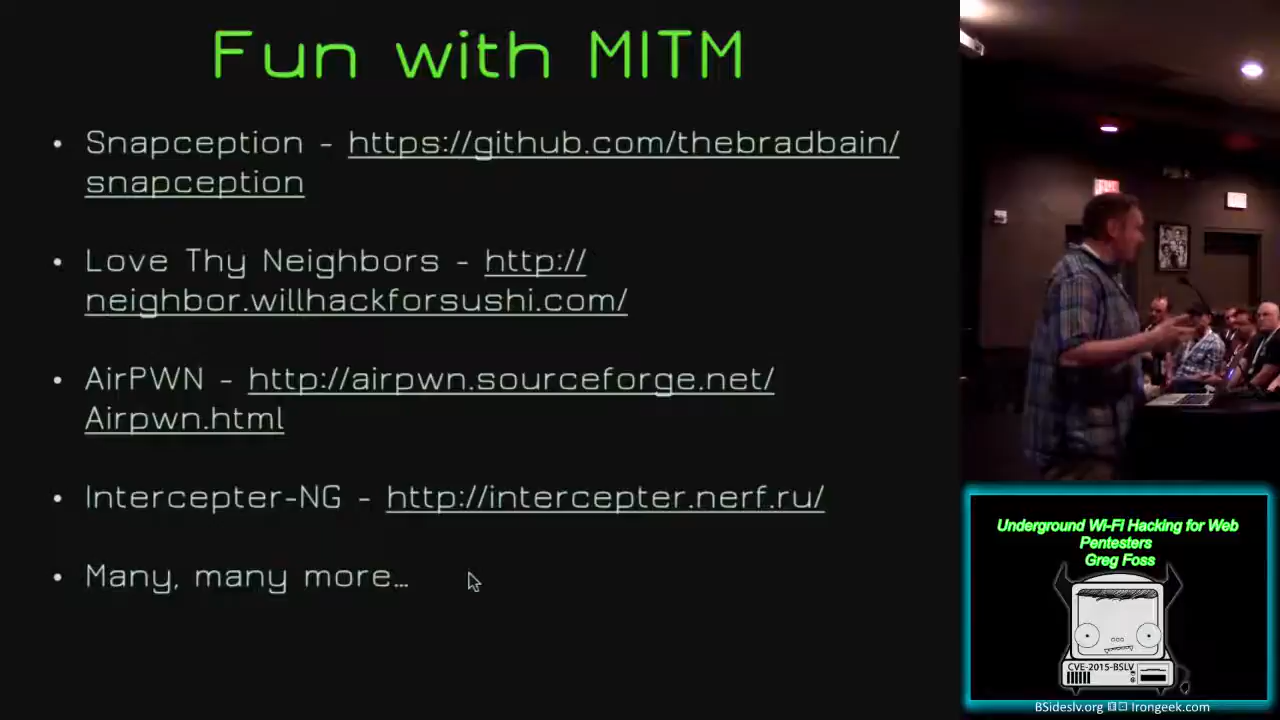 Fun with MITM
• Snapception - https://github.com/thebradbain/
snapception
• Love Thy Neighbors - http://
neighbor.willhackforsushi.com/
• AirPWN - http://airpwn.sourceforge.net/
Airpwn.html
• Intercepter-NG - http://intercepter.nerf.ru/
• Many, many more…
Underground Wi-Fi Hacking for Web
Pentesters
Greg Foss
CVE-2015-BSLV
BSideslv.org Irongeek.com